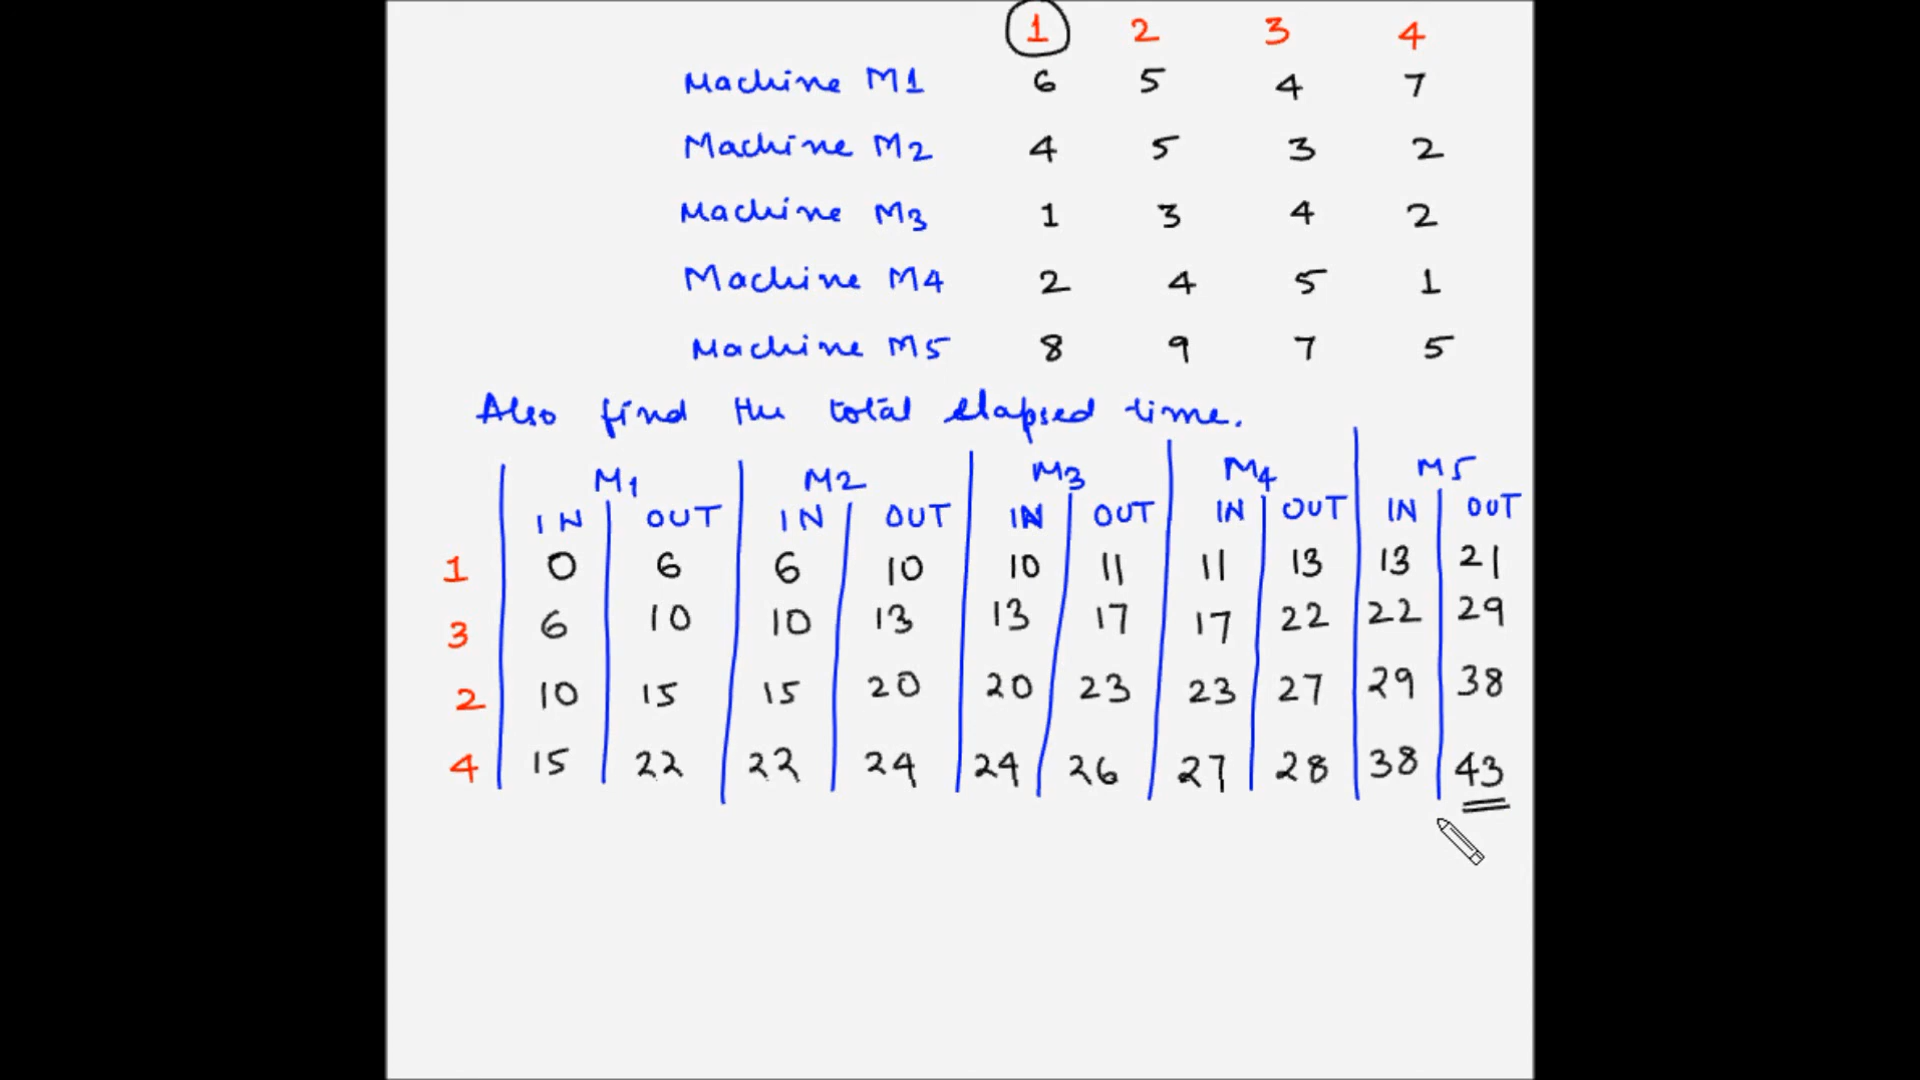 1 2 3 4
Machine M1 6 5 4 7
Machine M2 4 5 3 2
Machine M3 1 3 4 2
Machine M4 2 4 5 1
Machine M5 8 9 7 5
Also find the total elapsed time.
M1 M2 M3 M4 M5
IN OUT IN OUT IN OUT IN OUT IN OUT
1 0 6 6 10 10 11 11 13 13 21
3 6 10 10 13 13 17 17 22 22 29
2 10 15 15 20 20 23 23 27 29 38
4 15 22 22 24 24 26 27 28 38 43